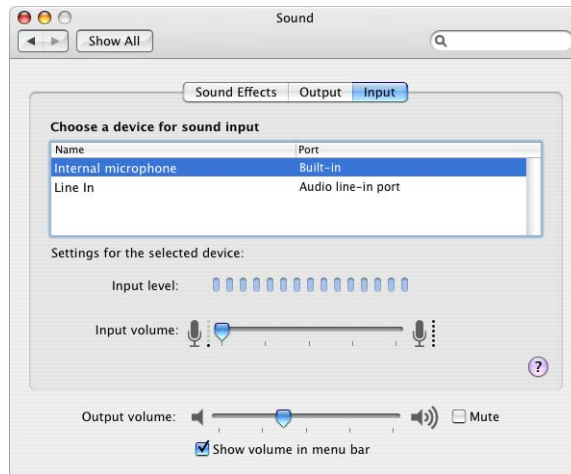 Sound
Show All
Sound Effects Output Input
Choose a device for sound input
Name Port
Internal microphone Built-in
Line In Audio line-in port
Settings for the selected device:
Input level:
Input volume:
?
Output volume: Mute
Show volume in menu bar